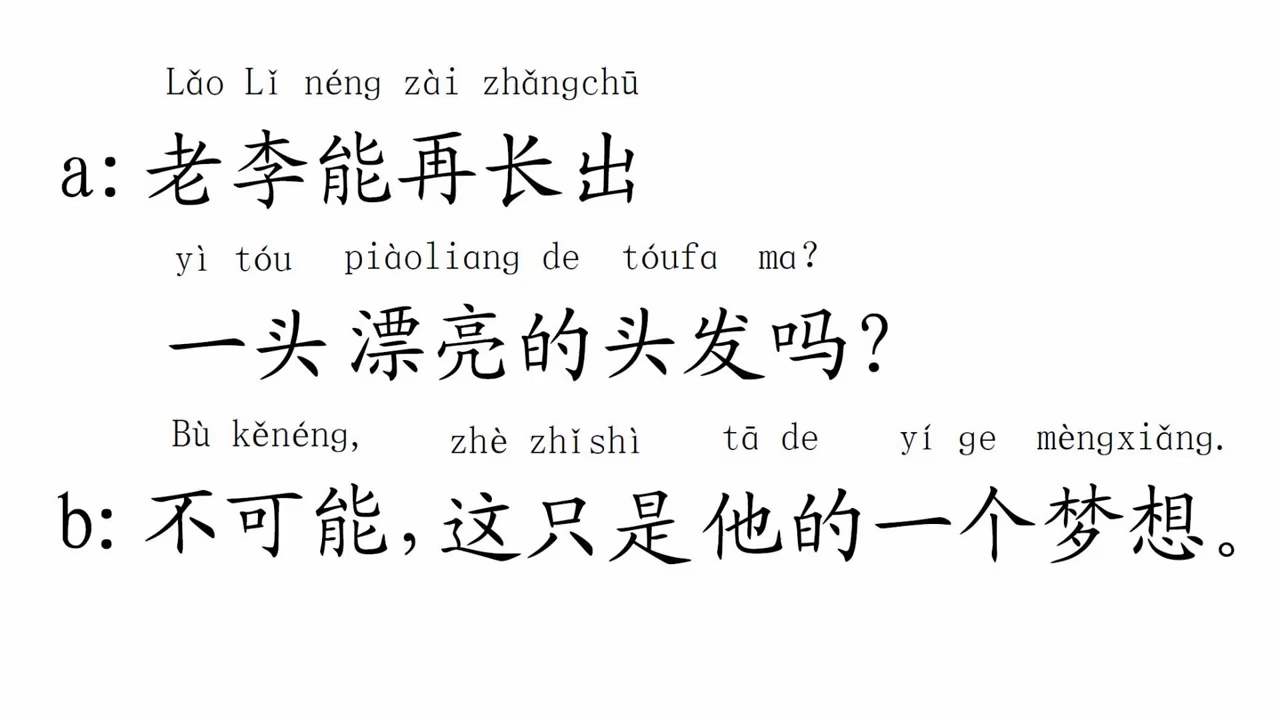 Lǎo Lǐ néng zài zhǎngchū
a: 老李能再长出
yì tóu piàoliang de tóufa ma?
一头漂亮的头发吗?
Bù kěnéng, zhè zhǐshì tā de yí ge mèngxiǎng.
b: 不可能,这只是他的一个梦想。